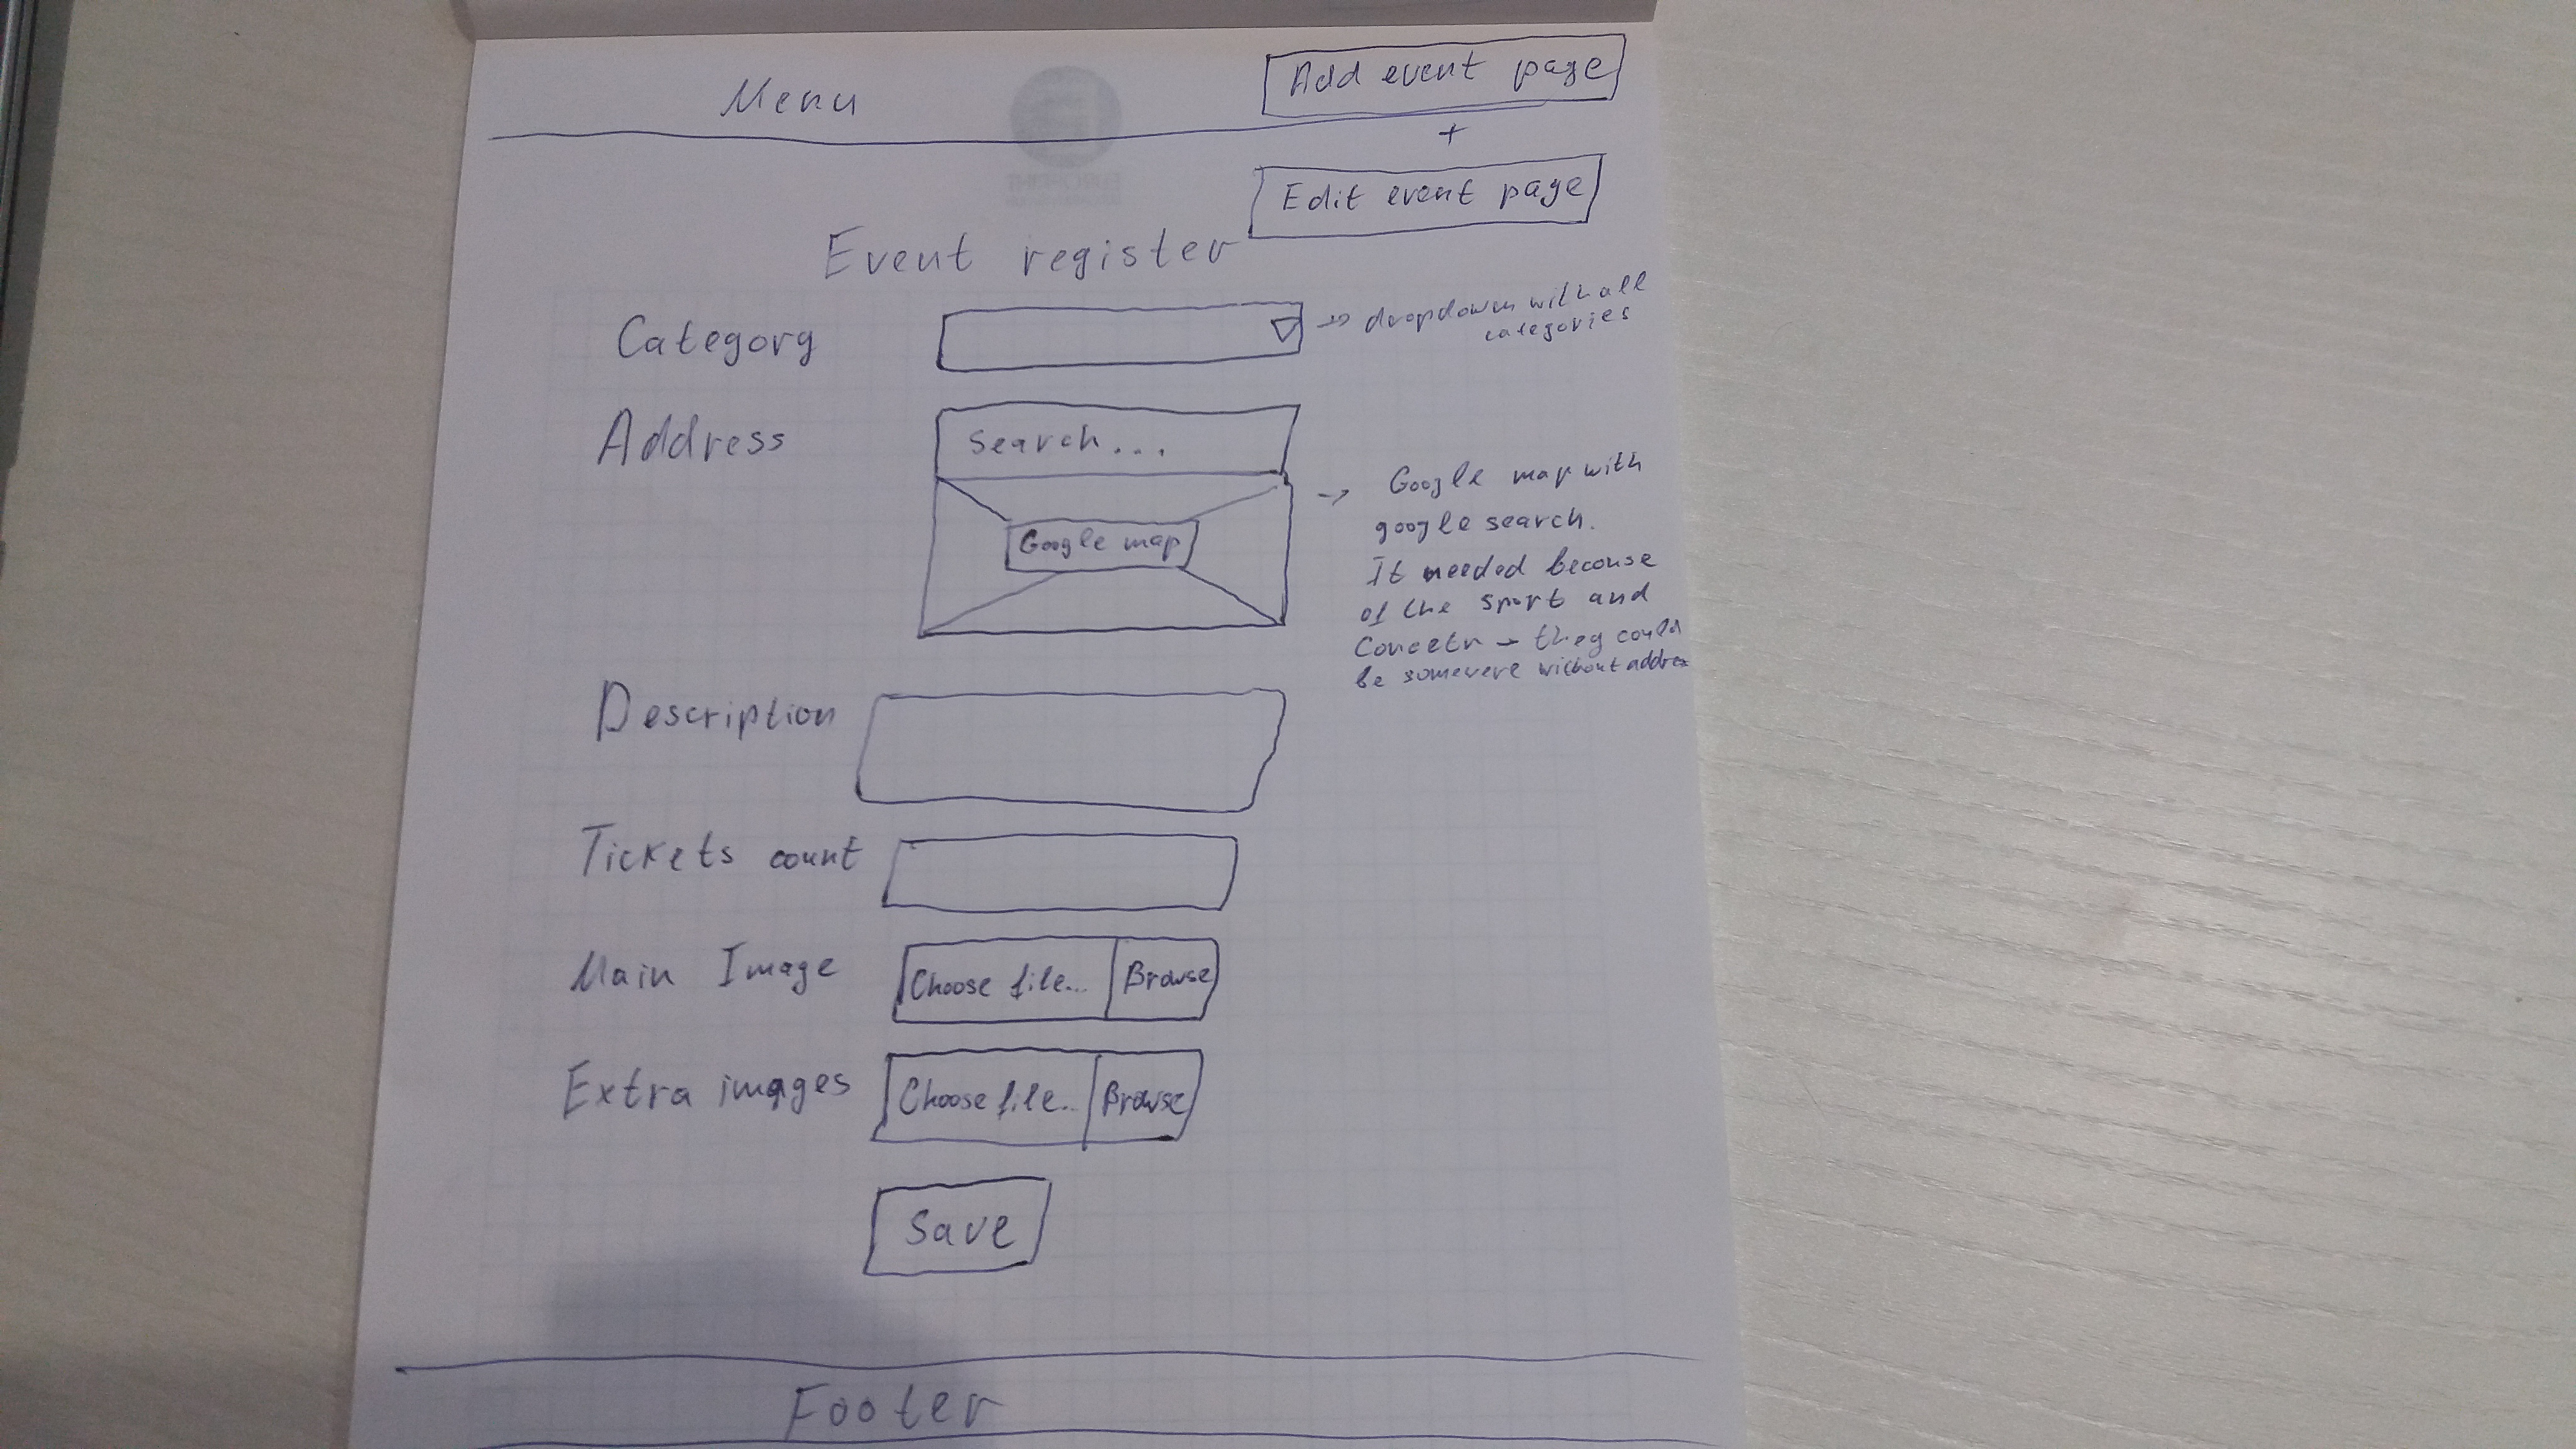 Menu
Add event page
+
Edit event page
Event register
Category
→ dropdown with all
categories
Address
Search...
Google map
→ Google map with
google search.
It needed because
of the sport and
→ they could
be somevere without addres
Description
Tickets count
Main Image
Choose file... Browse
Extra images
Choose file... Browse
Save
Footer